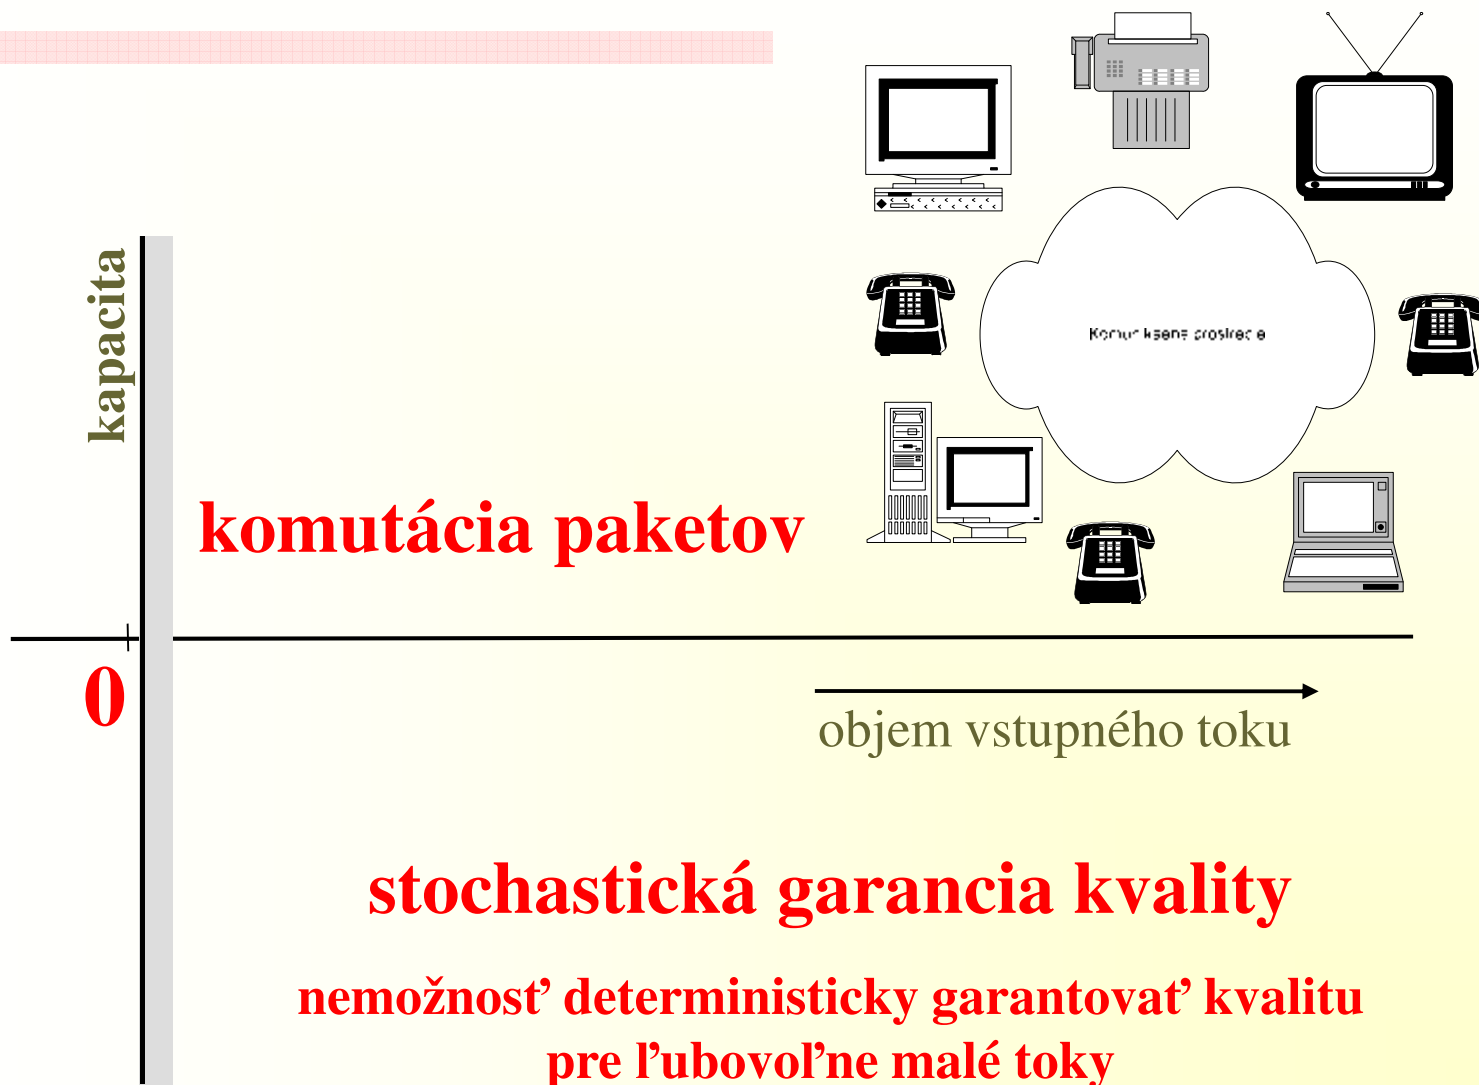 kapacita
komutácia paketov
0
objem vstupného toku
stochastická garancia kvality
nemožnosť deterministicky garantovať kvalitu
pre ľubovoľne malé toky